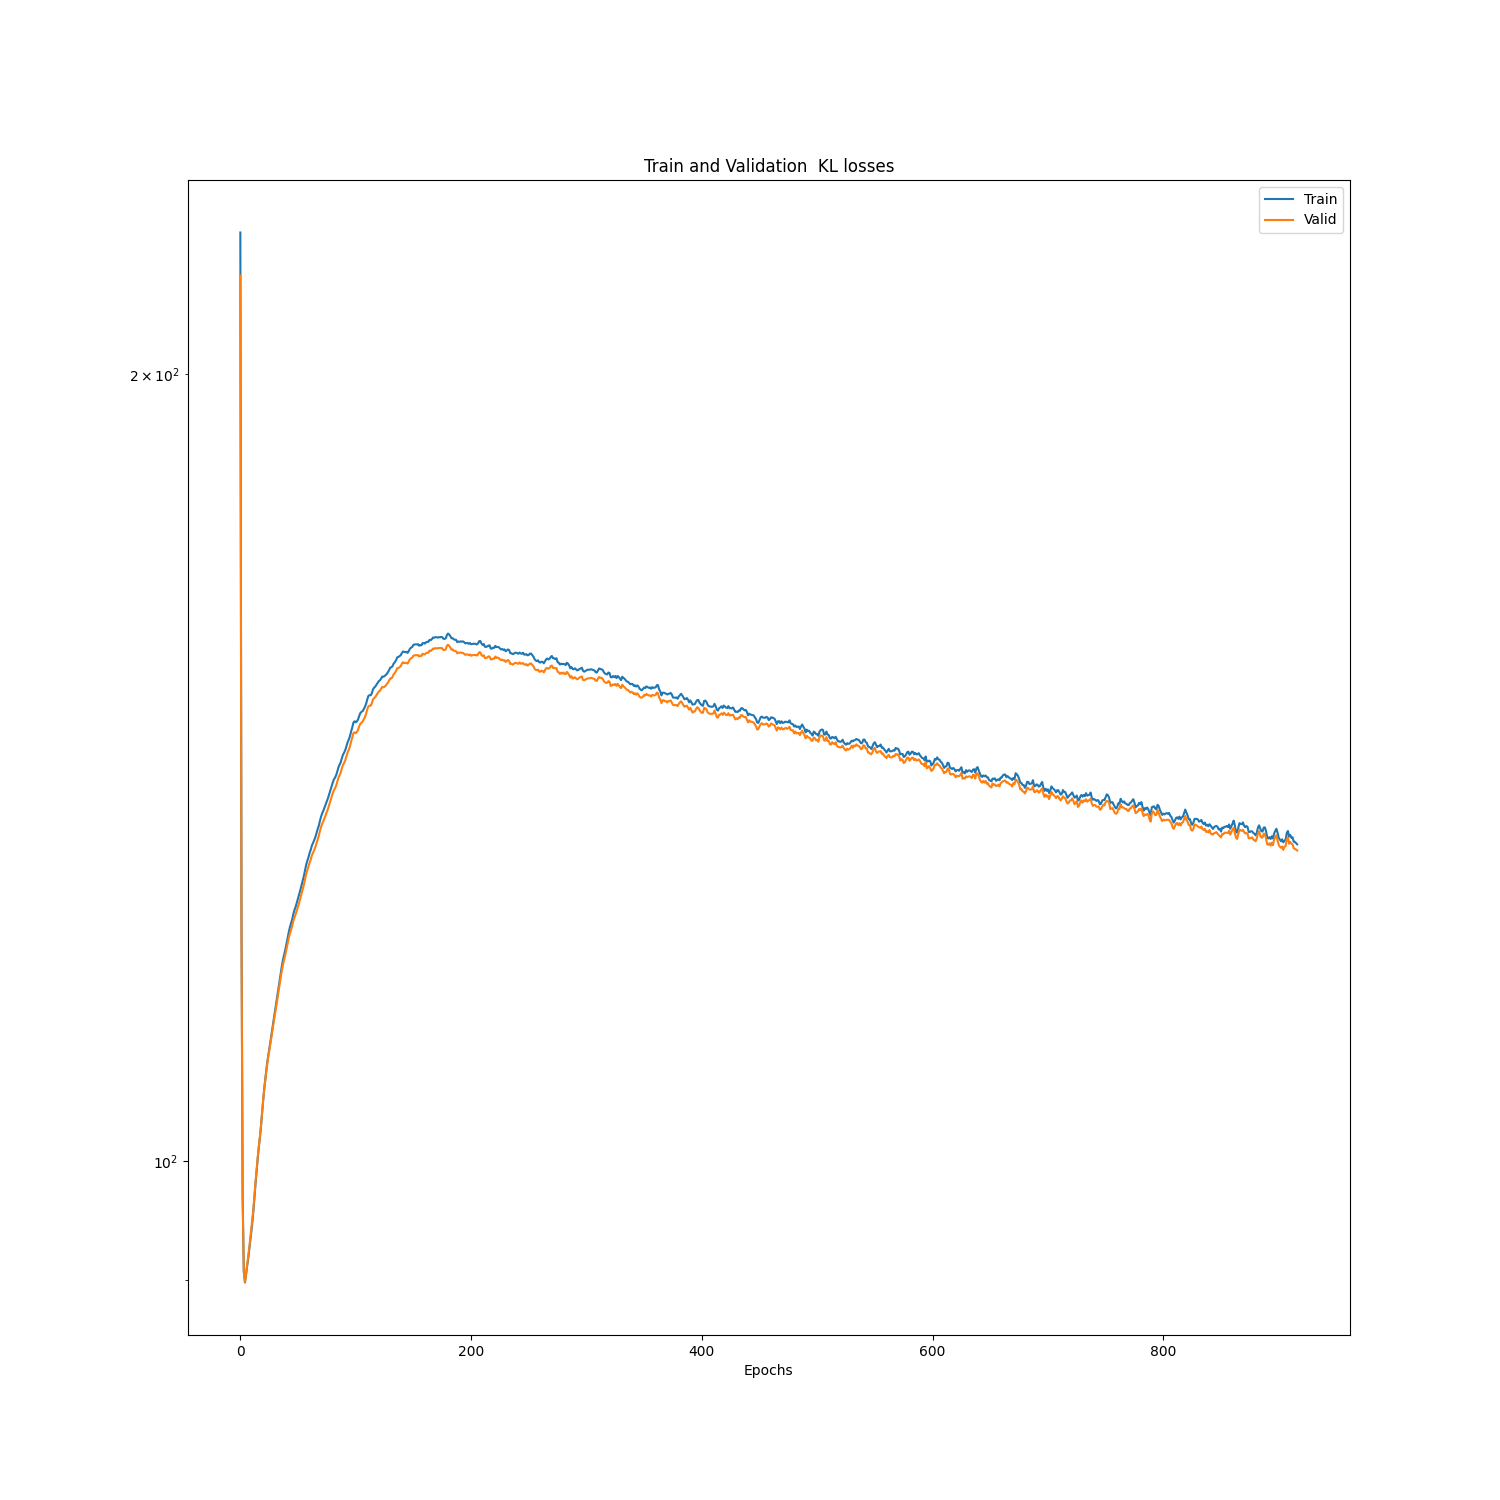 Train and Validation  KL losses
Train
Valid
2 × 10²
10²
0 200 400 600 800
Epochs